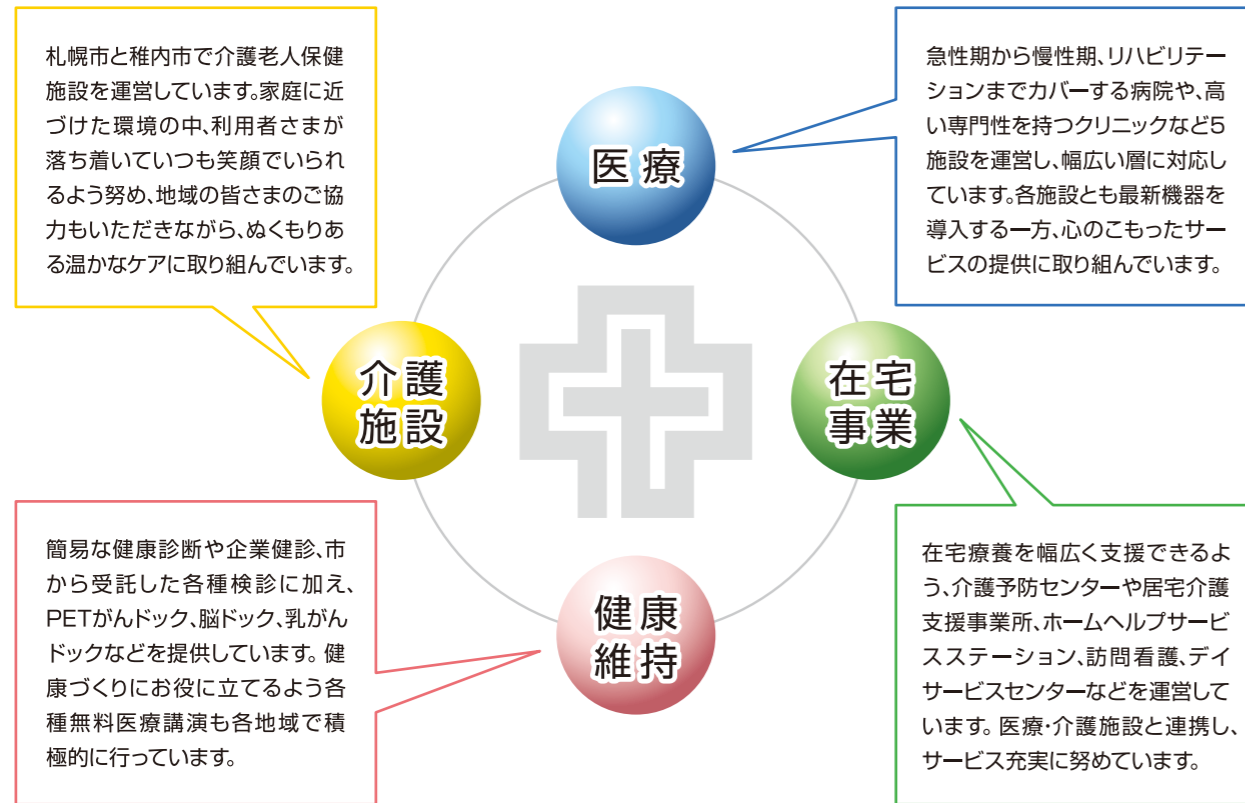 札幌市と稚内市で介護老人保健
施設を運営しています。家庭に近
づけた環境の中、利用者さまが
落ち着いていつも笑顔でいられ
るよう努め、地域の皆さまのご協
力もいただきながら、ぬくもりあ
る温かなケアに取り組んでいます。
医療
急性期から慢性期、リハビリテー
ションまでカバーする病院や、高
い専門性を持つクリニックなど5
施設を運営し、幅広い層に対応し
ています。各施設とも最新機器を
導入する一方、心のこもったサー
ビスの提供に取り組んでいます。
介護
施設
在宅
事業
簡易な健康診断や企業健診、市
から受託した各種検診に加え、
PETがんドック、脳ドック、乳がん
ドックなどを提供しています。健
康づくりにお役に立てるよう各
種無料医療講演も各地域で積
極的に行っています。
健康
維持
在宅療養を幅広く支援できるよ
う、介護予防センターや居宅介護
支援事業所、ホームヘルプサービ
スステーション、訪問看護、デイ
サービスセンターなどを運営して
います。医療・介護施設と連携し、
サービス充実に努めています。